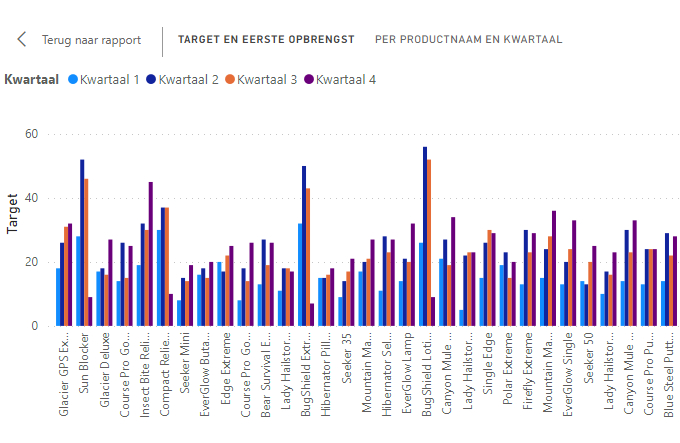 Terug naar rapport
TARGET EN EERSTE OPBRENGST
PER PRODUCTNAAM EN KWARTAAL
Kwartaal Kwartaal 1 Kwartaal 2 Kwartaal 3 Kwartaal 4
Target
60
40
20
0
Glacier GPS Ex...
Sun Blocker
Glacier Deluxe
Course Pro Go...
Insect Bite Reli...
Compact Relie...
Seeker Mini
EverGlow Buta...
Edge Extreme
Course Pro Go...
Bear Survival E...
Lady Hailstor...
BugShield Extr...
Hibernator Pill...
Seeker 35
Mountain Ma...
Hibernator Sel...
EverGlow Lamp
BugShield Loti...
Canyon Mule ...
Lady Hailstor...
Single Edge
Polar Extreme
Firefly Extreme
Mountain Ma...
EverGlow Single
Seeker 50
Lady Hailstor...
Canyon Mule ...
Course Pro Pu...
Blue Steel Putt...